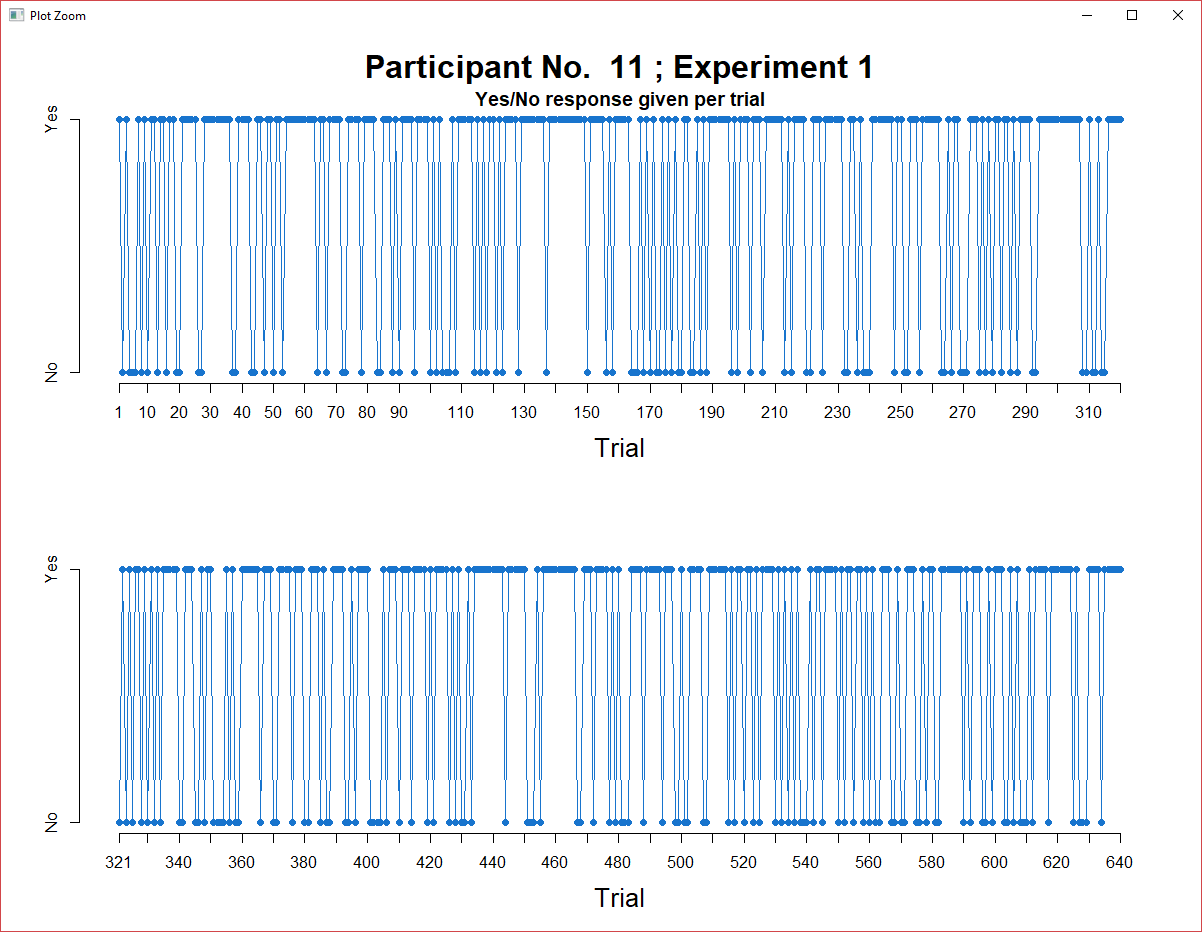 Plot Zoom
Participant No. 11 ; Experiment 1
Yes/No response given per trial
Yes
No
1 10 20 30 40 50 60 70 80 90 110 130 150 170 190 210 230 250 270 290 310
Trial
Yes
No
321 340 360 380 400 420 440 460 480 500 520 540 560 580 600 620 640
Trial